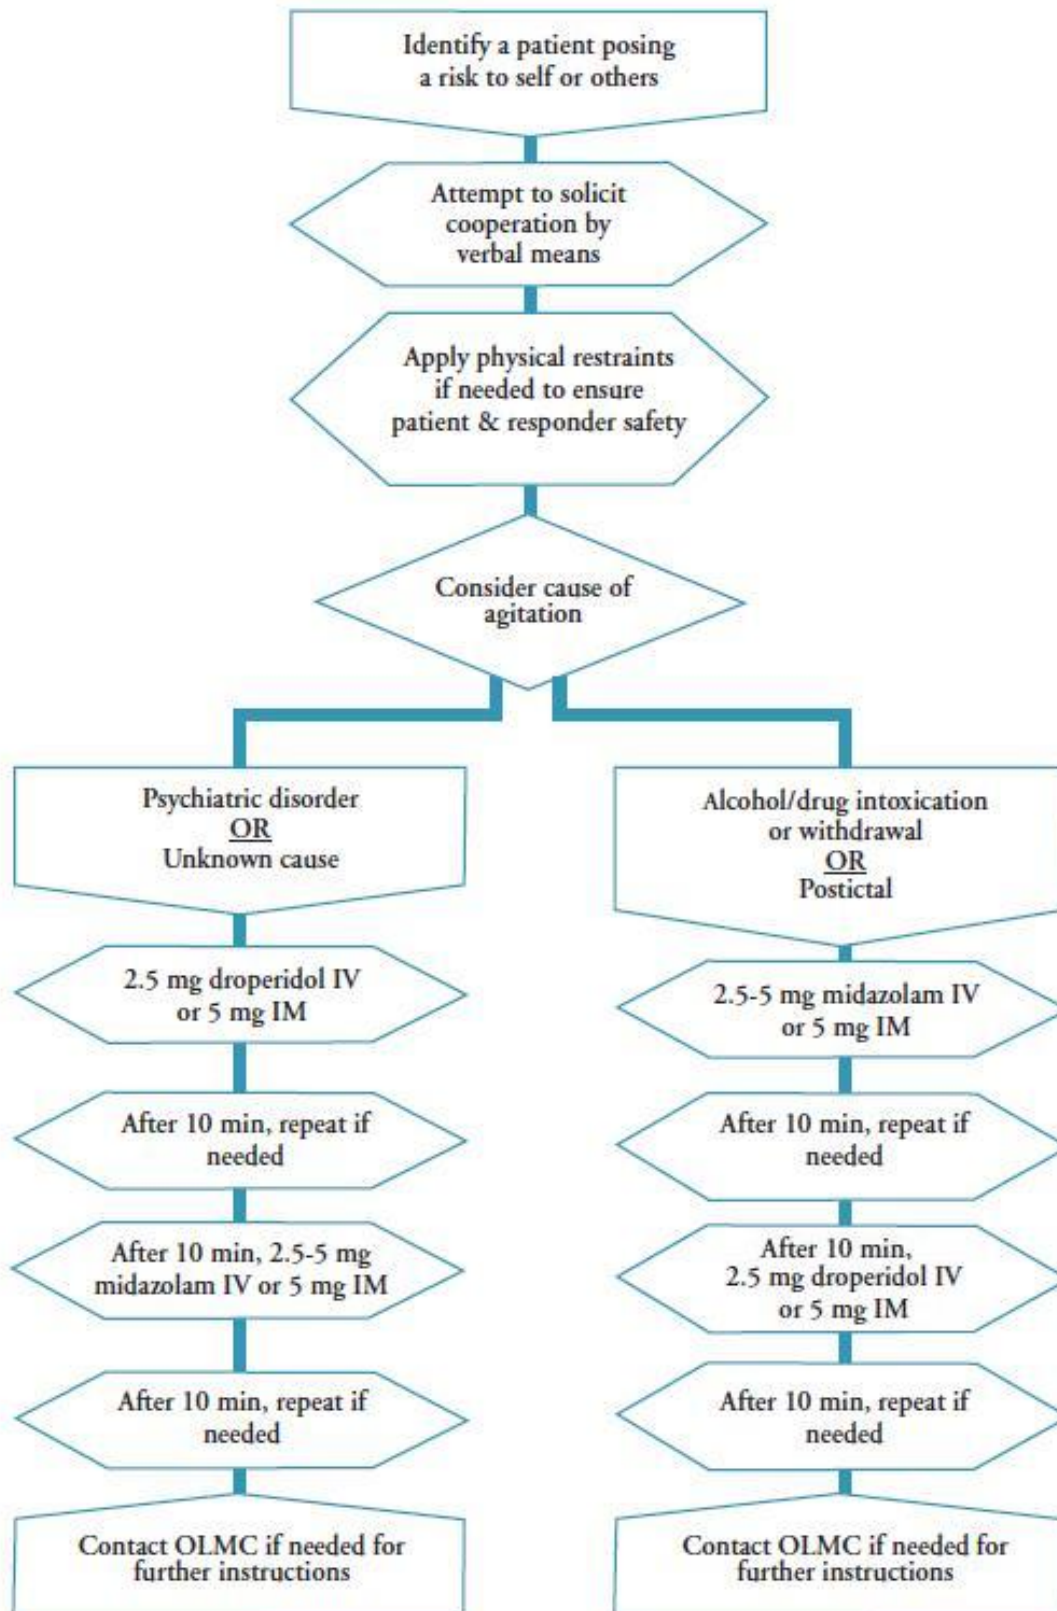 Identify a patient posing
a risk to self or others
Attempt to solicit
cooperation by
verbal means
Apply physical restraints
if needed to ensure
patient & responder safety
Consider cause of
agitation
Psychiatric disorder
OR
Unknown cause
2.5 mg droperidol IV
or 5 mg IM
After 10 min, repeat if
needed
After 10 min, 2.5-5 mg
midazolam IV or 5 mg IM
After 10 min, repeat if
needed
Contact OLMC if needed for
further instructions
Alcohol/drug intoxication
or withdrawal
OR
Postictal
2.5-5 mg midazolam IV
or 5 mg IM
After 10 min, repeat if
needed
After 10 min,
2.5 mg droperidol IV
or 5 mg IM
After 10 min, repeat if
needed
Contact OLMC if needed for
further instructions